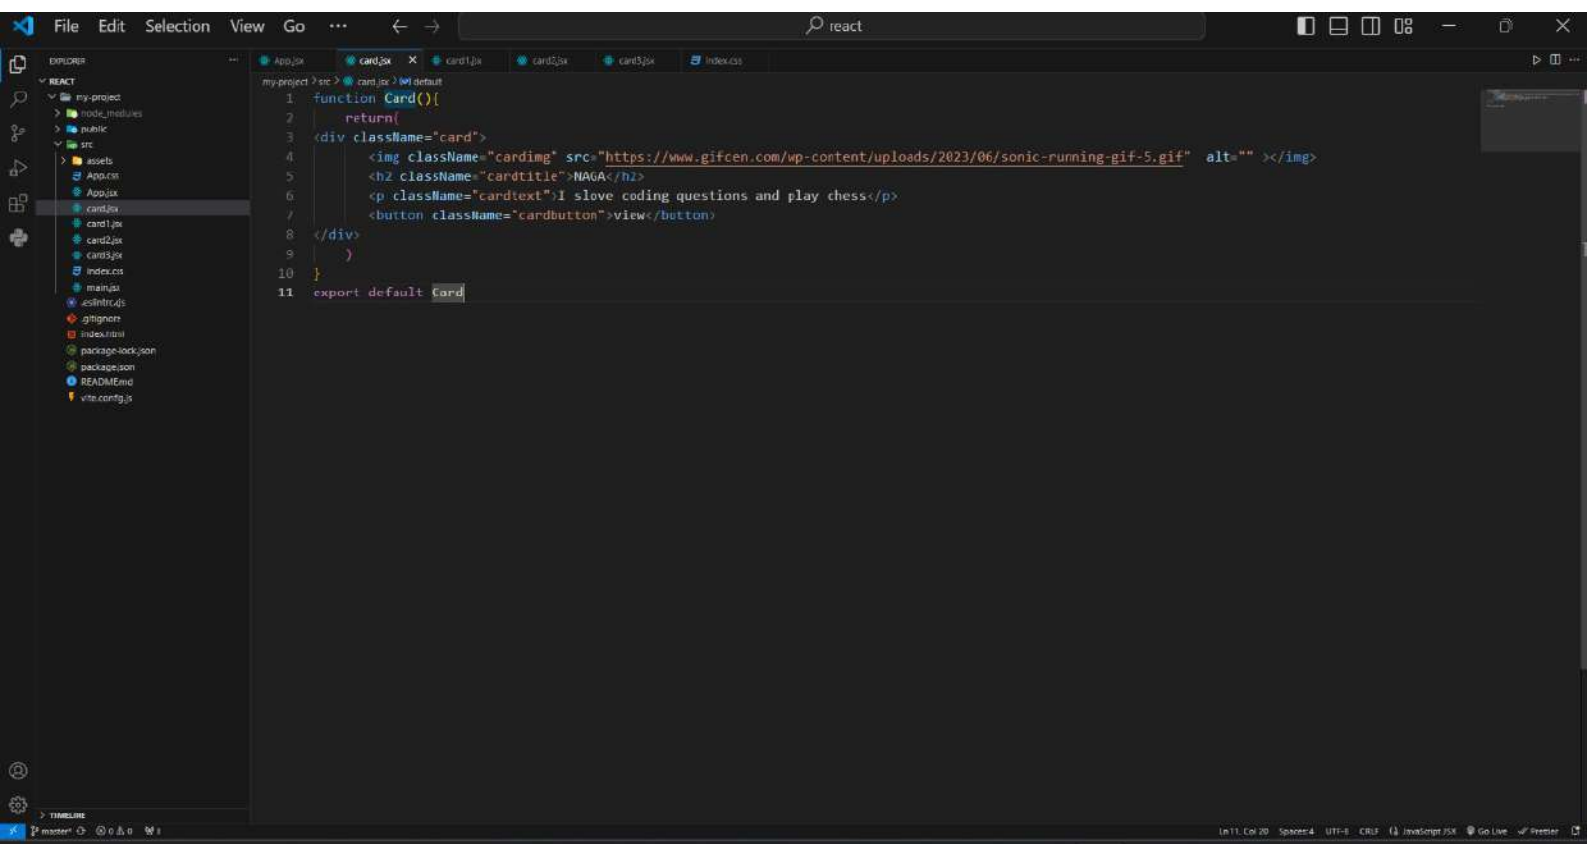 File Edit Selection View Go ··· ← → react
EXPLORER ···
REACT
my-project
node_modules
public
src
assets
App.css
App.jsx
card.jsx
card1.jsx
card2.jsx
card3.jsx
index.css
main.jsx
.eslintrc.cjs
.gitignore
index.html
package-lock.json
package.json
README.md
vite.config.js
TIMELINE
App.jsx card.jsx × card1.jsx card2.jsx card3.jsx index.css
my-project > src > card.jsx > default
1 function Card(){
2 return(
3 <div className="card">
4 <img className="cardimg" src="https://www.gifcen.com/wp-content/uploads/2023/06/sonic-running-gif-5.gif" alt="" ></img>
5 <h2 className="cardtitle">NAGA</h2>
6 <p className="cardtext">I slove coding questions and play chess</p>
7 <button className="cardbutton">view</button>
8 </div>
9 )
10 }
11 export default Card
master* 0 0 1 Ln 11, Col 20 Spaces: 4 UTF-8 CRLF JavaScript JSX Go Live Prettier